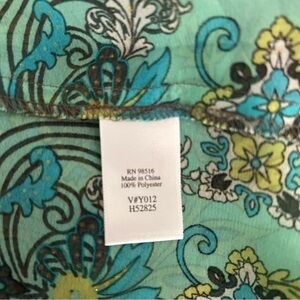 RN 98516
Made in China
100% Polyester
V#Y012
H52825